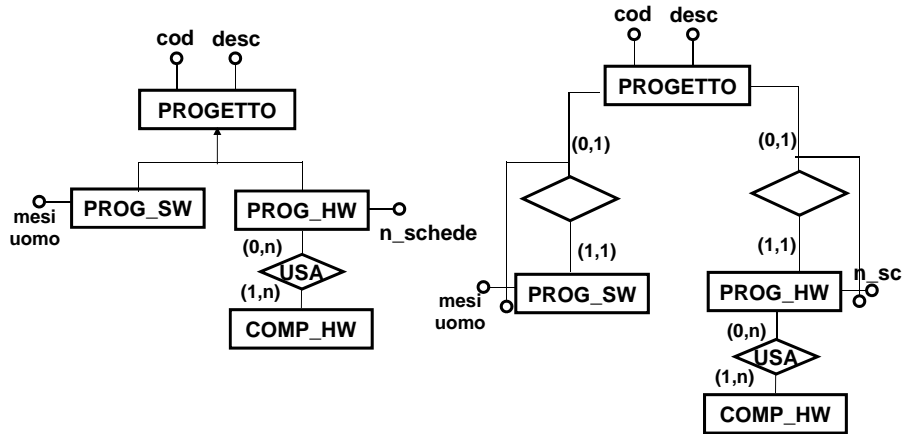 cod desc
PROGETTO
mesi
uomo
PROG_SW
PROG_HW
n_schede
(0,n)
USA
(1,n)
COMP_HW
cod desc
PROGETTO
(0,1)
(0,1)
(1,1)
(1,1)
mesi
uomo
PROG_SW
PROG_HW
n_sc
(0,n)
USA
(1,n)
COMP_HW